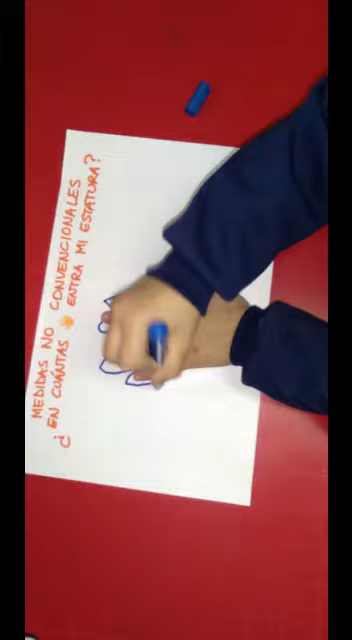 MEDIDAS NO CONVENCIONALES
¿EN CUÁNTAS ENTRA MI ESTATURA?